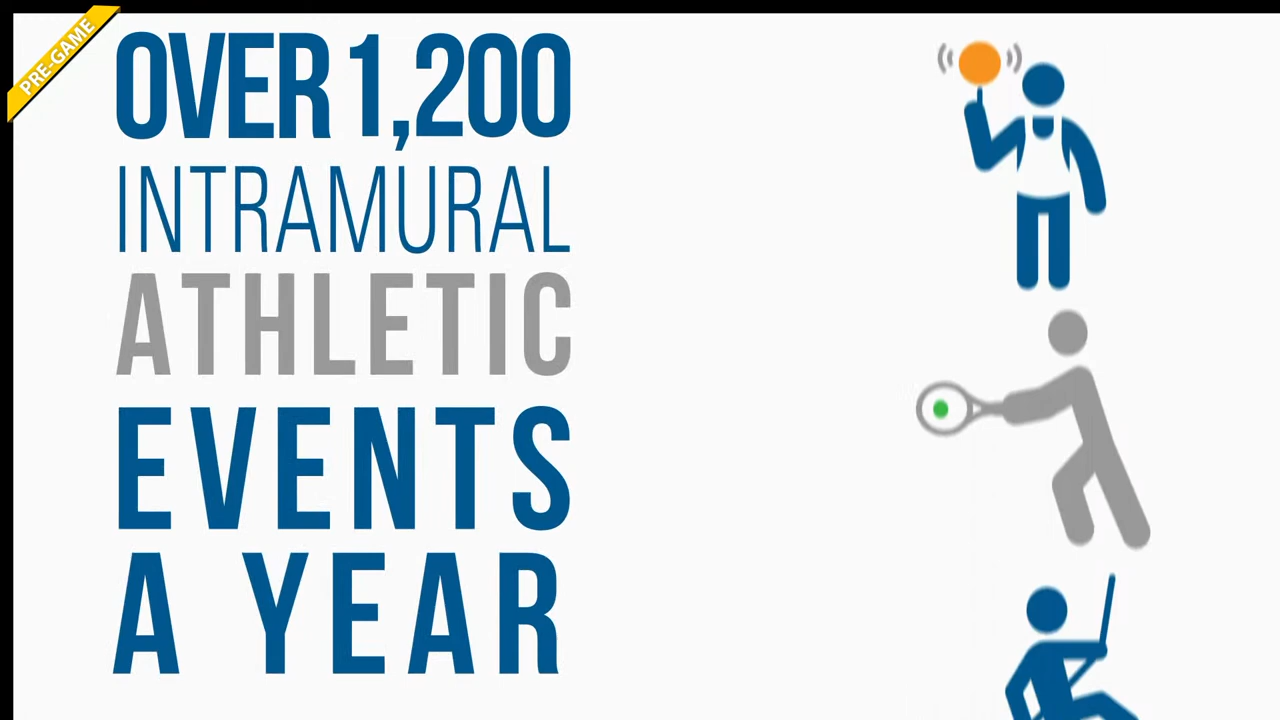 PRE-GAME
OVER 1,200
INTRAMURAL
ATHLETIC
EVENTS
A YEAR